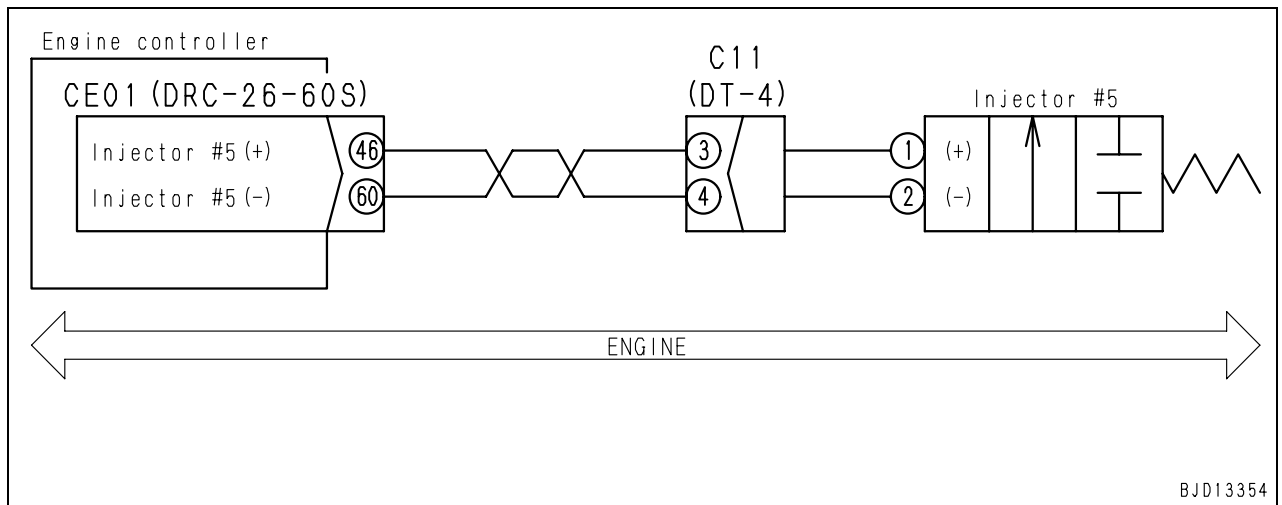 Engine controller
CE01 (DRC-26-60S)
Injector #5 (+)
Injector #5 (-)
46
60
C11
(DT-4)
3
4
Injector #5
1 (+)
2 (-)
ENGINE
BJD13354